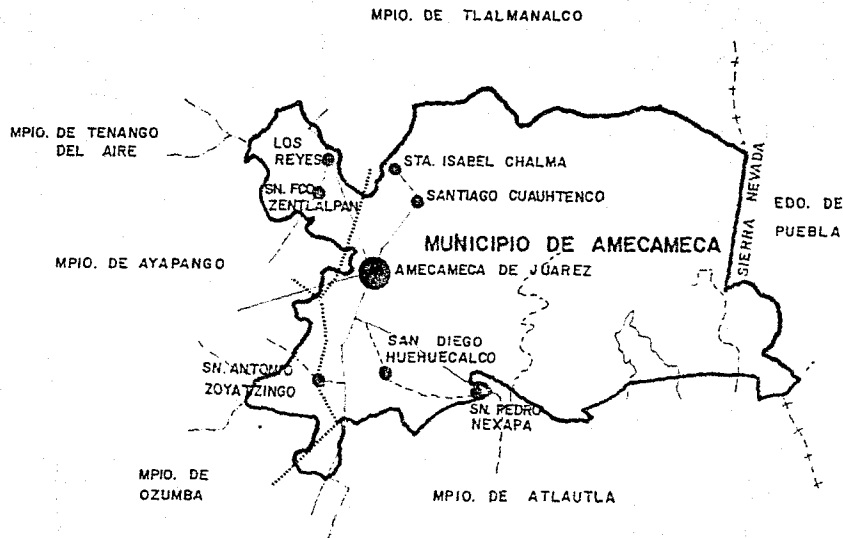 MPIO. DE TLALMANALCO
MPIO. DE TENANGO
DEL AIRE
LOS
REYES
STA. ISABEL CHALMA
SN. FCO.
ZENTLALPAN
SANTIAGO CUAUHTENCO
SIERRA NEVADA
EDO. DE
PUEBLA
MUNICIPIO DE AMECAMECA
MPIO. DE AYAPANGO
AMECAMECA DE JUAREZ
SAN DIEGO
HUEHUECALCO
SN. ANTONIO
ZOYATZINGO
SN. PEDRO
NEXAPA
MPIO. DE
OZUMBA
MPIO. DE ATLAUTLA